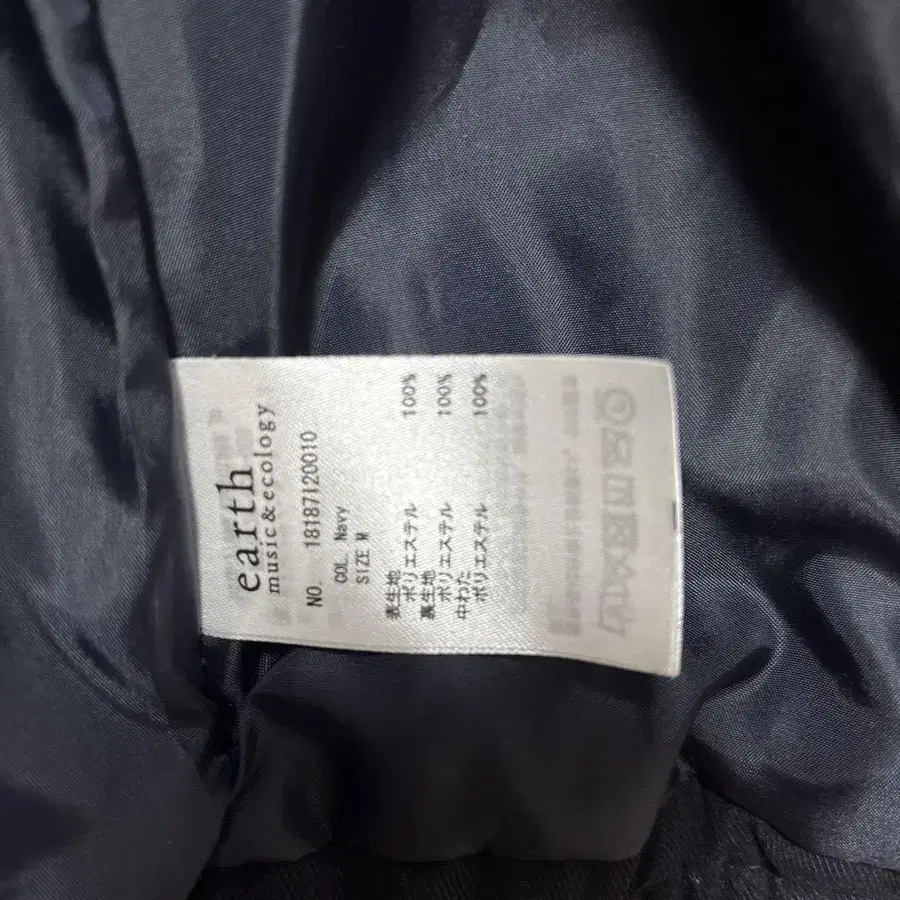 earth
music&ecology
NO. 18187120010
COL. Navy
SIZE M
表生地
ポリエステル 100%
裏生地
ポリエステル 100%
中わた
ポリエステル 100%